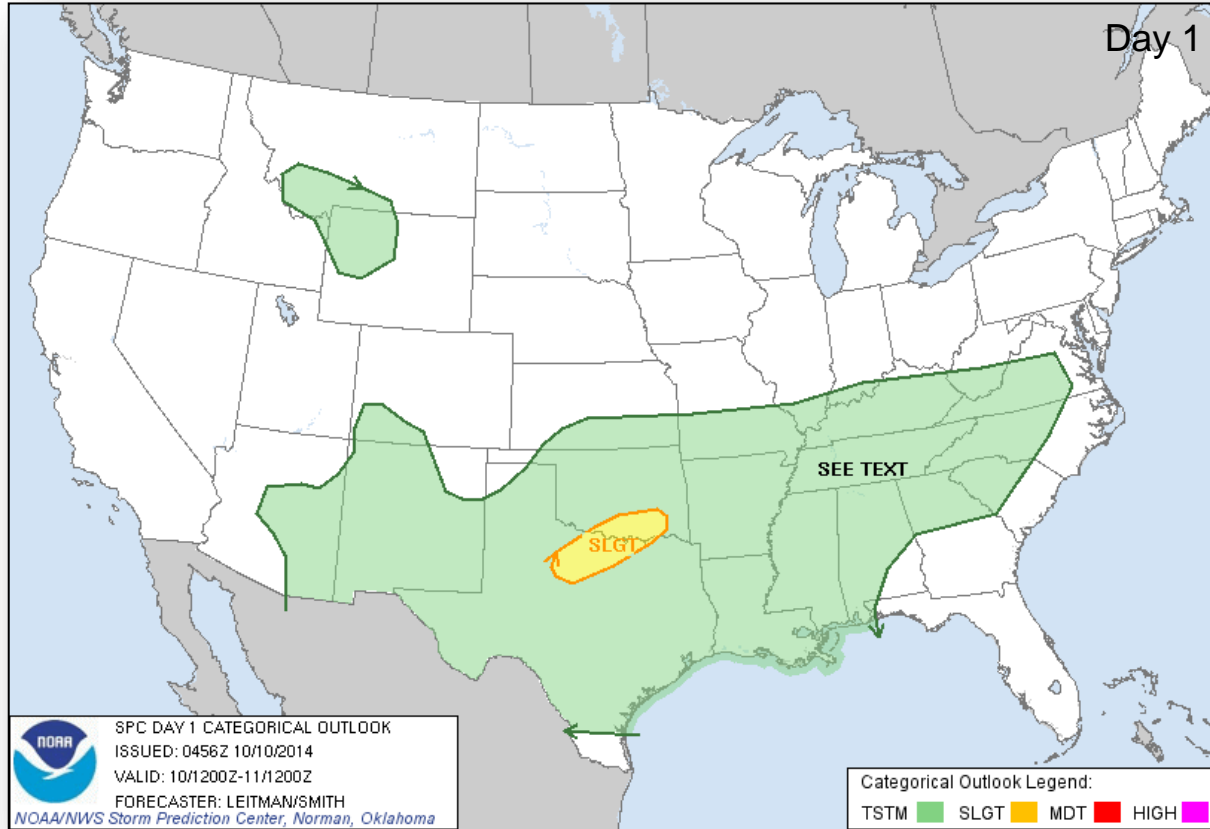 Day 1
SEE TEXT
SLGT
NOAA
SPC DAY 1 CATEGORICAL OUTLOOK
ISSUED: 0456Z 10/10/2014
VALID: 10/1200Z-11/1200Z
FORECASTER: LEITMAN/SMITH
NOAA/NWS Storm Prediction Center, Norman, Oklahoma
Categorical Outlook Legend:
TSTM SLGT MDT HIGH